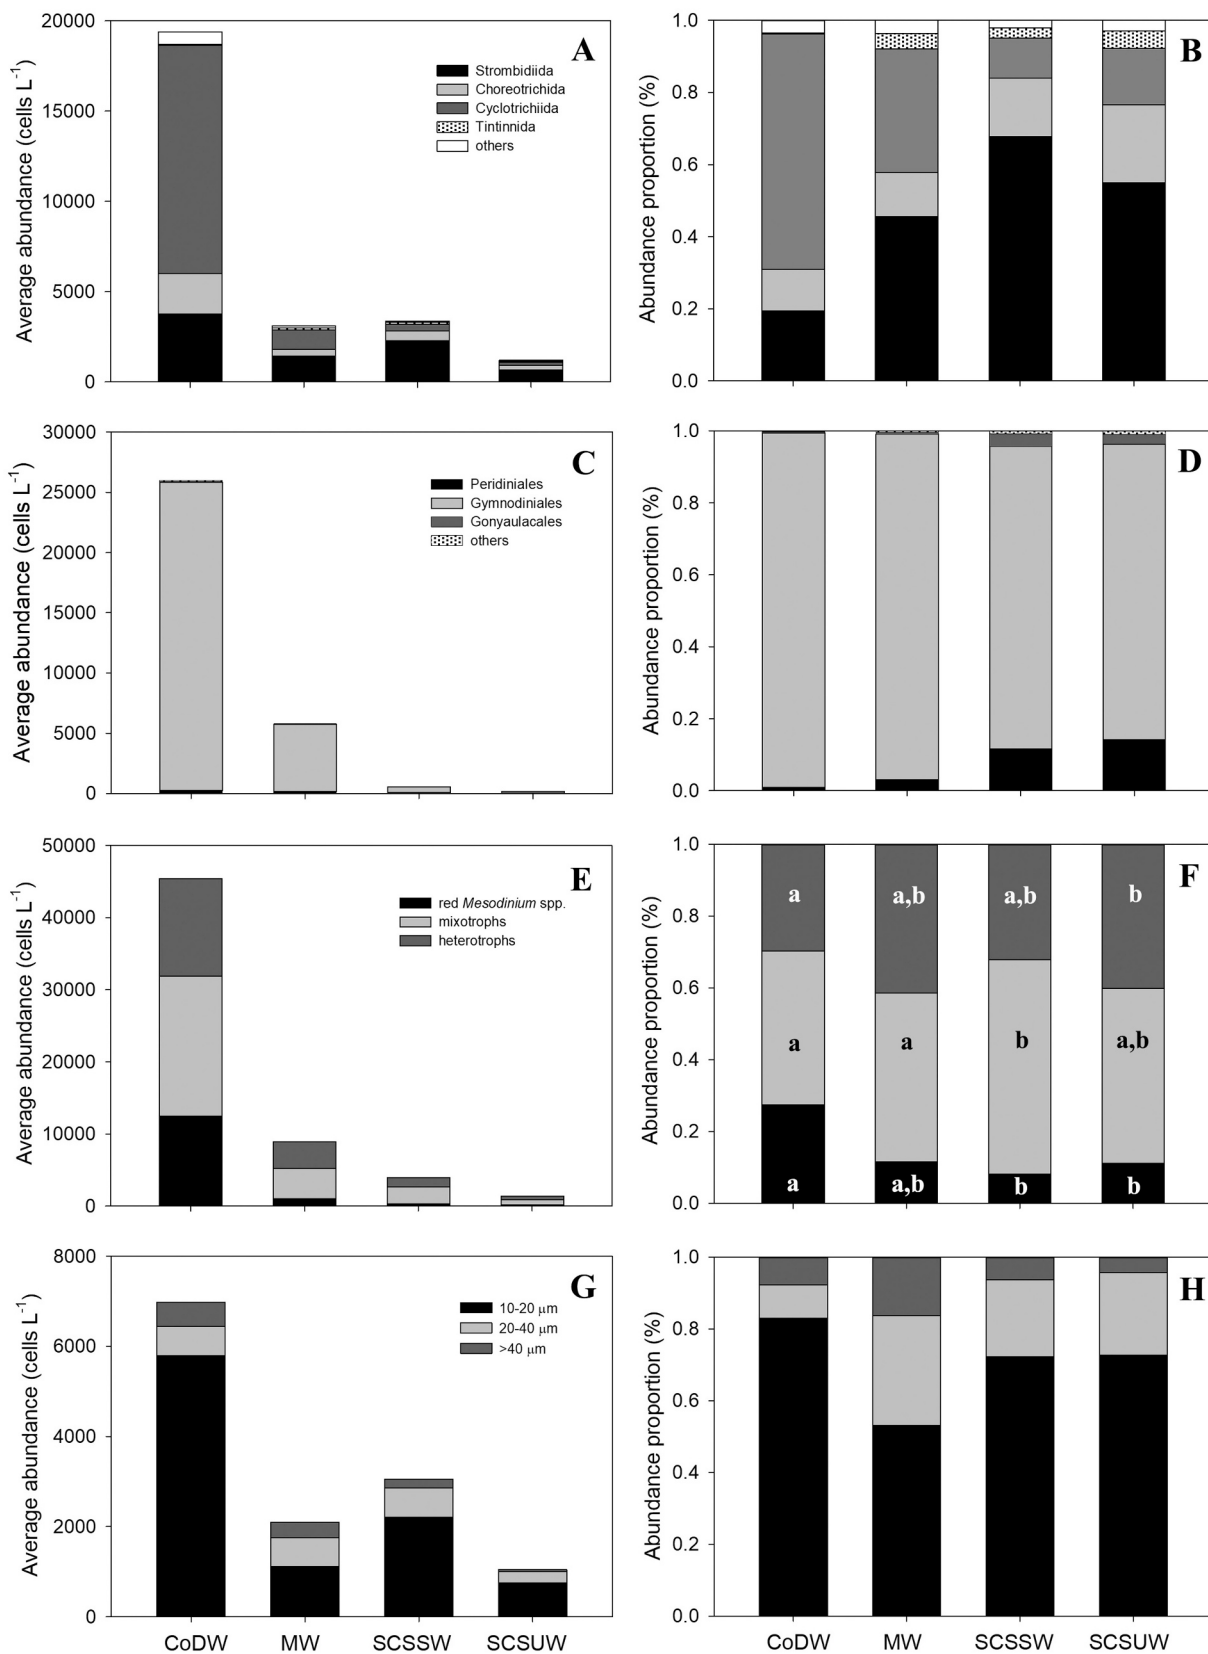 A
Average abundance (cells L⁻¹)
20000
15000
10000
5000
0
Strombidiida
Choreotrichida
Cyclotrichiida
Tintinnida
others
B
Abundance proportion (%)
1.0
0.8
0.6
0.4
0.2
0.0
C
Average abundance (cells L⁻¹)
30000
25000
20000
15000
10000
5000
0
Peridiniales
Gymnodiniales
Gonyaulacales
others
D
Abundance proportion (%)
1.0
0.8
0.6
0.4
0.2
0.0
E
Average abundance (cells L⁻¹)
50000
40000
30000
20000
10000
0
red Mesodinium spp.
mixotrophs
heterotrophs
F
Abundance proportion (%)
1.0
0.8
0.6
0.4
0.2
0.0
a a,b a,b b
a a b a,b
a a,b b b
G
Average abundance (cells L⁻¹)
8000
6000
4000
2000
0
10-20 μm
20-40 μm
>40 μm
CoDW MW SCSSW SCSUW
H
Abundance proportion (%)
1.0
0.8
0.6
0.4
0.2
0.0
CoDW MW SCSSW SCSUW